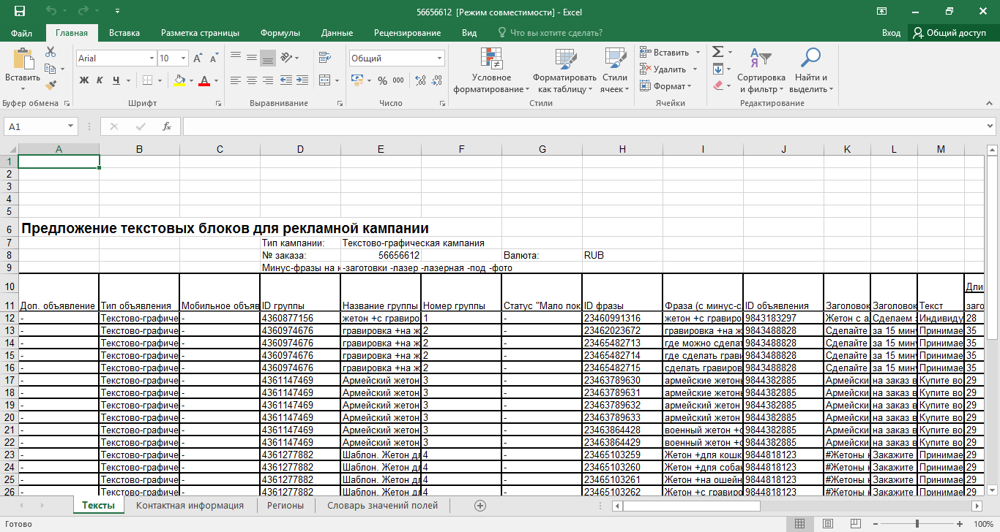 56656612 [Режим совместимости] - Excel
Файл Главная Вставка Разметка страницы Формулы Данные Рецензирование Вид Что вы хотите сделать? Вход Общий доступ
Вставить Arial 10 Общий Условное форматирование Форматировать как таблицу Стили ячеек Вставить Удалить Формат Сортировка и фильтр Найти и выделить
Ж К Ч % 000
Буфер обмена Шрифт Выравнивание Число Стили Ячейки Редактирование
A1 fx
A B C D E F G H I J K L M
1
2
3
4
5
6 Предложение текстовых блоков для рекламной кампании
7 Тип кампании: Текстово-графическая кампания
8 № заказа: 56656612 Валюта: RUB
9 Минус-фразы на к -заготовки -лазер -лазерная -под -фото
10 Дли
11 Доп. объявление Тип объявления Мобильное объяв ID группы Название группы Номер группы Статус "Мало пок ID фразы Фраза (с минус-с ID объявления Заголовок Заголовок Текст заго
12 - Текстово-графиче - 4360877156 жетон +с гравиро 1 - 23460991316 жетон +с гравиро 9843183297 Жетон с а Сделаем Индивиду 28
13 - Текстово-графиче - 4360974676 гравировка +на ж 2 - 23462023672 гравировка +на ж 9843488828 Сделайте за 15 мин Принимае 35
14 - Текстово-графиче - 4360974676 гравировка +на ж 2 - 23465482713 где можно сделат 9843488828 Сделайте за 15 мин Принимае 35
15 - Текстово-графиче - 4360974676 гравировка +на ж 2 - 23465482714 где сделать грави 9843488828 Сделайте за 15 мин Принимае 35
16 - Текстово-графиче - 4360974676 гравировка +на ж 2 - 23465482715 сделать гравиров 9843488828 Сделайте за 15 мин Принимае 35
17 - Текстово-графиче - 4361147469 Армейский жетон 3 - 23463789630 армейские жетон 9844382885 Армейски на заказ в Купите во 29
18 - Текстово-графиче - 4361147469 Армейский жетон 3 - 23463789631 армейские жетон 9844382885 Армейски на заказ в Купите во 29
19 - Текстово-графиче - 4361147469 Армейский жетон 3 - 23463789632 армейский жетон 9844382885 Армейски на заказ в Купите во 29
20 - Текстово-графиче - 4361147469 Армейский жетон 3 - 23463789633 армейский жетон 9844382885 Армейски на заказ в Купите во 29
21 - Текстово-графиче - 4361147469 Армейский жетон 3 - 23463864428 военный жетон +с 9844382885 Армейски на заказ в Купите во 29
22 - Текстово-графиче - 4361147469 Армейский жетон 3 - 23463864429 военный жетон +с 9844382885 Армейски на заказ в Купите во 29
23 - Текстово-графиче - 4361277882 Шаблон. Жетон дл 4 - 23465103259 Жетон +для кошк 9844818123 #Жетоны Закажите Принимае 29
24 - Текстово-графиче - 4361277882 Шаблон. Жетон дл 4 - 23465103260 Жетон +для соба 9844818123 #Жетоны Закажите Принимае 29
25 - Текстово-графиче - 4361277882 Шаблон. Жетон дл 4 - 23465103261 Жетон +на ошейн 9844818123 #Жетоны Закажите Принимае 29
26 - Текстово-графиче - 4361277882 Шаблон. Жетон дл 4 - 23465103262 Жетон +с гравиро 9844818123 #Жетоны Закажите Принимае 29
Тексты Контактная информация Регионы Словарь значений полей
Готово 100%